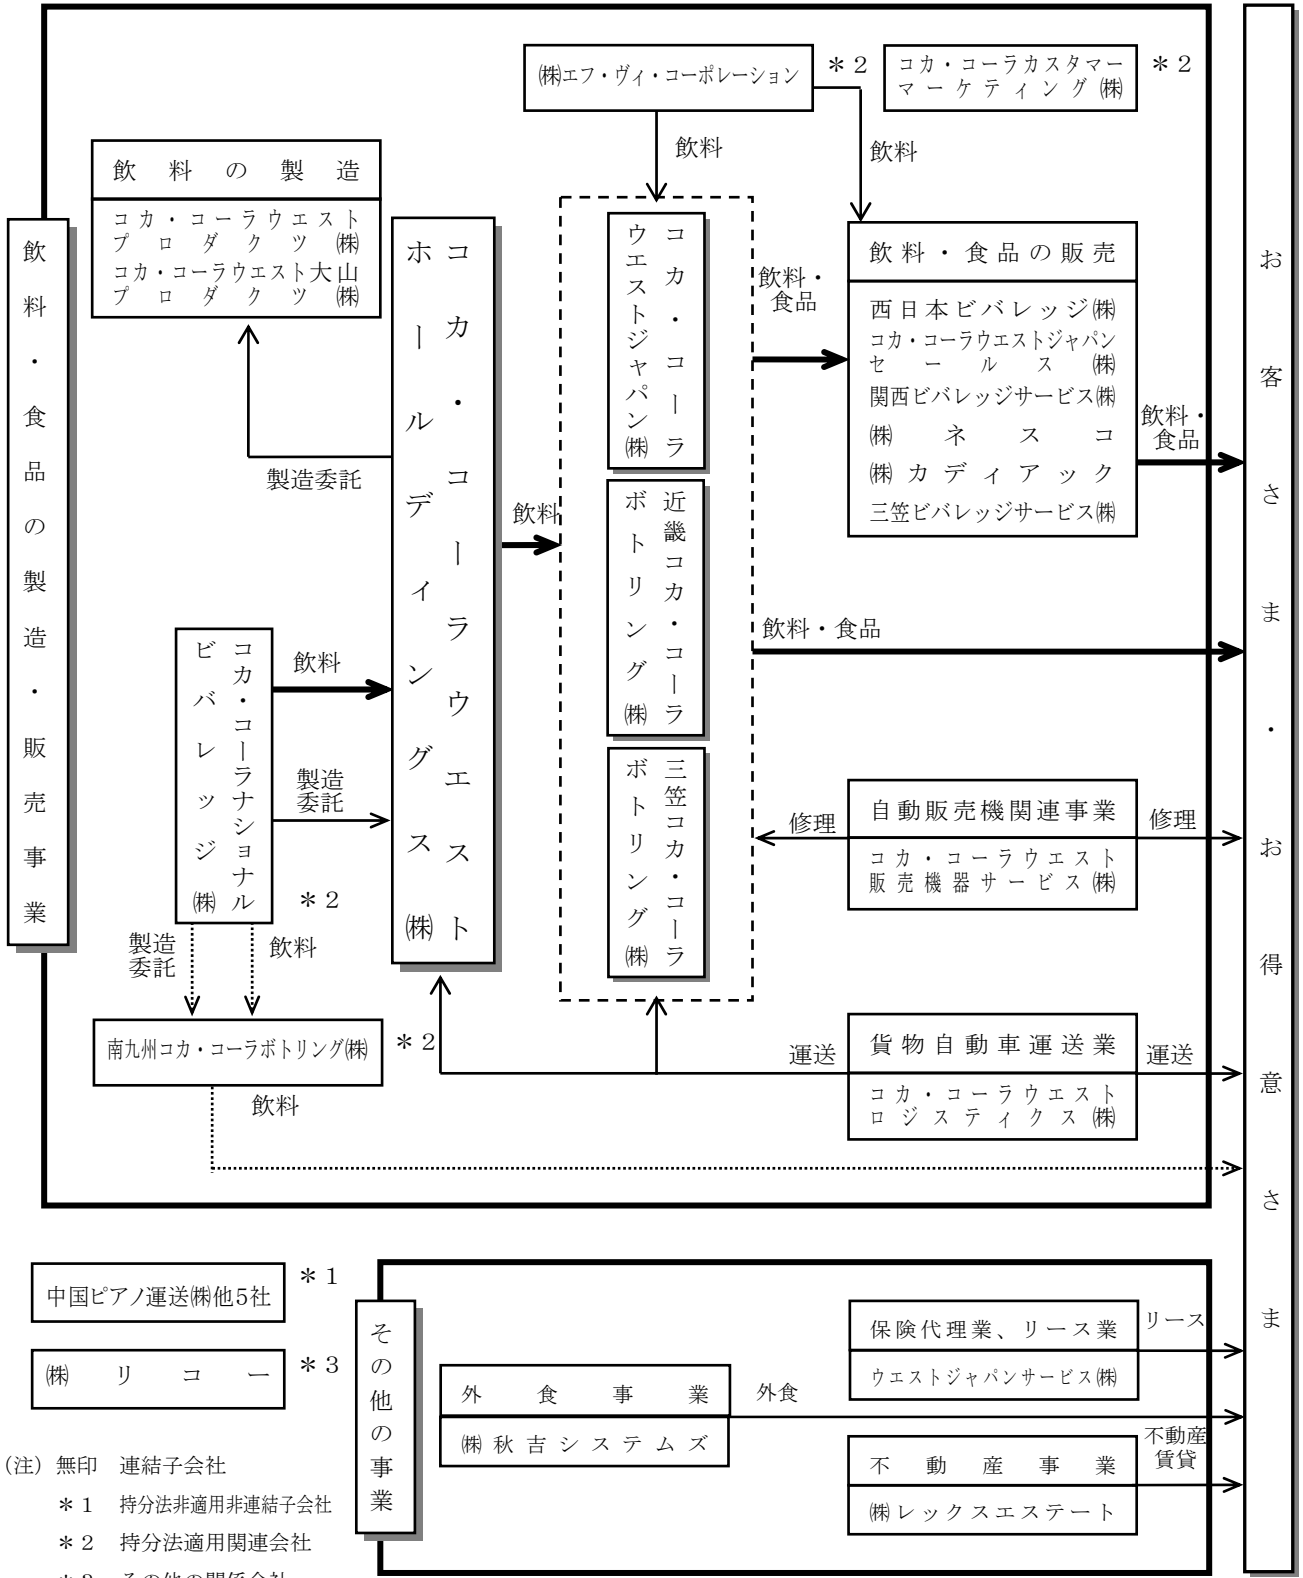 ㈱エフ・ヴィ・コーポレーション
＊２
コカ・コーラカスタマー
マーケティング㈱
＊２
飲料
飲料
飲料の製造
コカ・コーラウエスト
プロダクツ㈱
コカ・コーラウエスト大山
プロダクツ㈱
製造委託
飲料・食品の製造・販売事業
コカ・コーラウエスト
ホールディングス㈱
コカ・コーラ
ウエストジャパン㈱
近畿コカ・コーラ
ボトリング㈱
三笠コカ・コーラ
ボトリング㈱
飲料
飲料・
食品
飲料・食品の販売
西日本ビバレッジ㈱
コカ・コーラウエストジャパン
セールス㈱
関西ビバレッジサービス㈱
㈱ネスコ
㈱カディアック
三笠ビバレッジサービス㈱
飲料・
食品
飲料・食品
コカ・コーラナショナル
ビバレッジ㈱
＊２
飲料
製造
委託
製造
委託
飲料
南九州コカ・コーラボトリング㈱
＊２
飲料
修理
自動販売機関連事業
コカ・コーラウエスト
販売機器サービス㈱
修理
運送
貨物自動車運送業
コカ・コーラウエスト
ロジスティクス㈱
運送
お客さま・お得意さま
中国ピアノ運送㈱他5社
＊１
㈱リコー
＊３
その他の事業
外食事業
㈱秋吉システムズ
外食
保険代理業、リース業
ウエストジャパンサービス㈱
リース
不動産事業
㈱レックスエステート
不動産
賃貸
（注）無印　連結子会社
＊１　持分法非適用非連結子会社
＊２　持分法適用関連会社
＊３　その他の関係会社